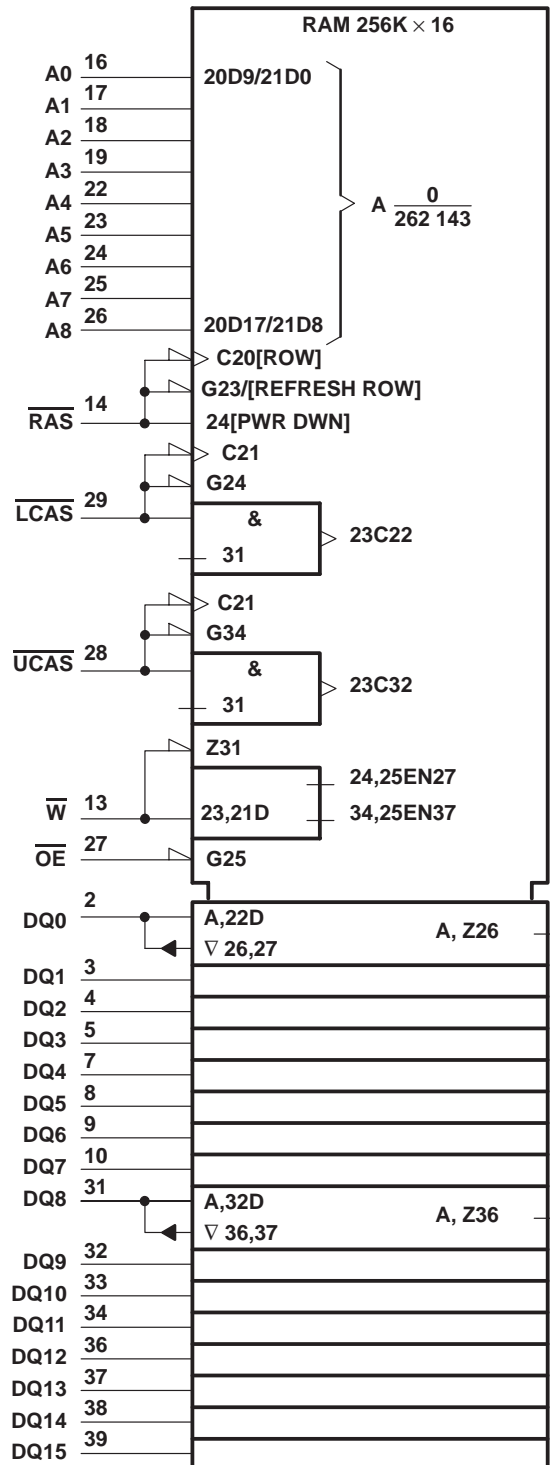 RAM 256K × 16
A0 16 20D9/21D0
A1 17
A2 18
A3 19
A4 22
A5 23
A6 24
A7 25
A8 26 20D17/21D8
A 0
262 143
C20[ROW]
G23/[REFRESH ROW]
RAS 14 24[PWR DWN]
C21
G24
LCAS 29 &
31
23C22
C21
G34
UCAS 28 &
31
23C32
Z31
24,25EN27
W 13 23,21D 34,25EN37
OE 27 G25
DQ0 2 A,22D A, Z26
∇ 26,27
DQ1 3
DQ2 4
DQ3 5
DQ4 7
DQ5 8
DQ6 9
DQ7 10
DQ8 31 A,32D A, Z36
∇ 36,37
DQ9 32
DQ10 33
DQ11 34
DQ12 36
DQ13 37
DQ14 38
DQ15 39